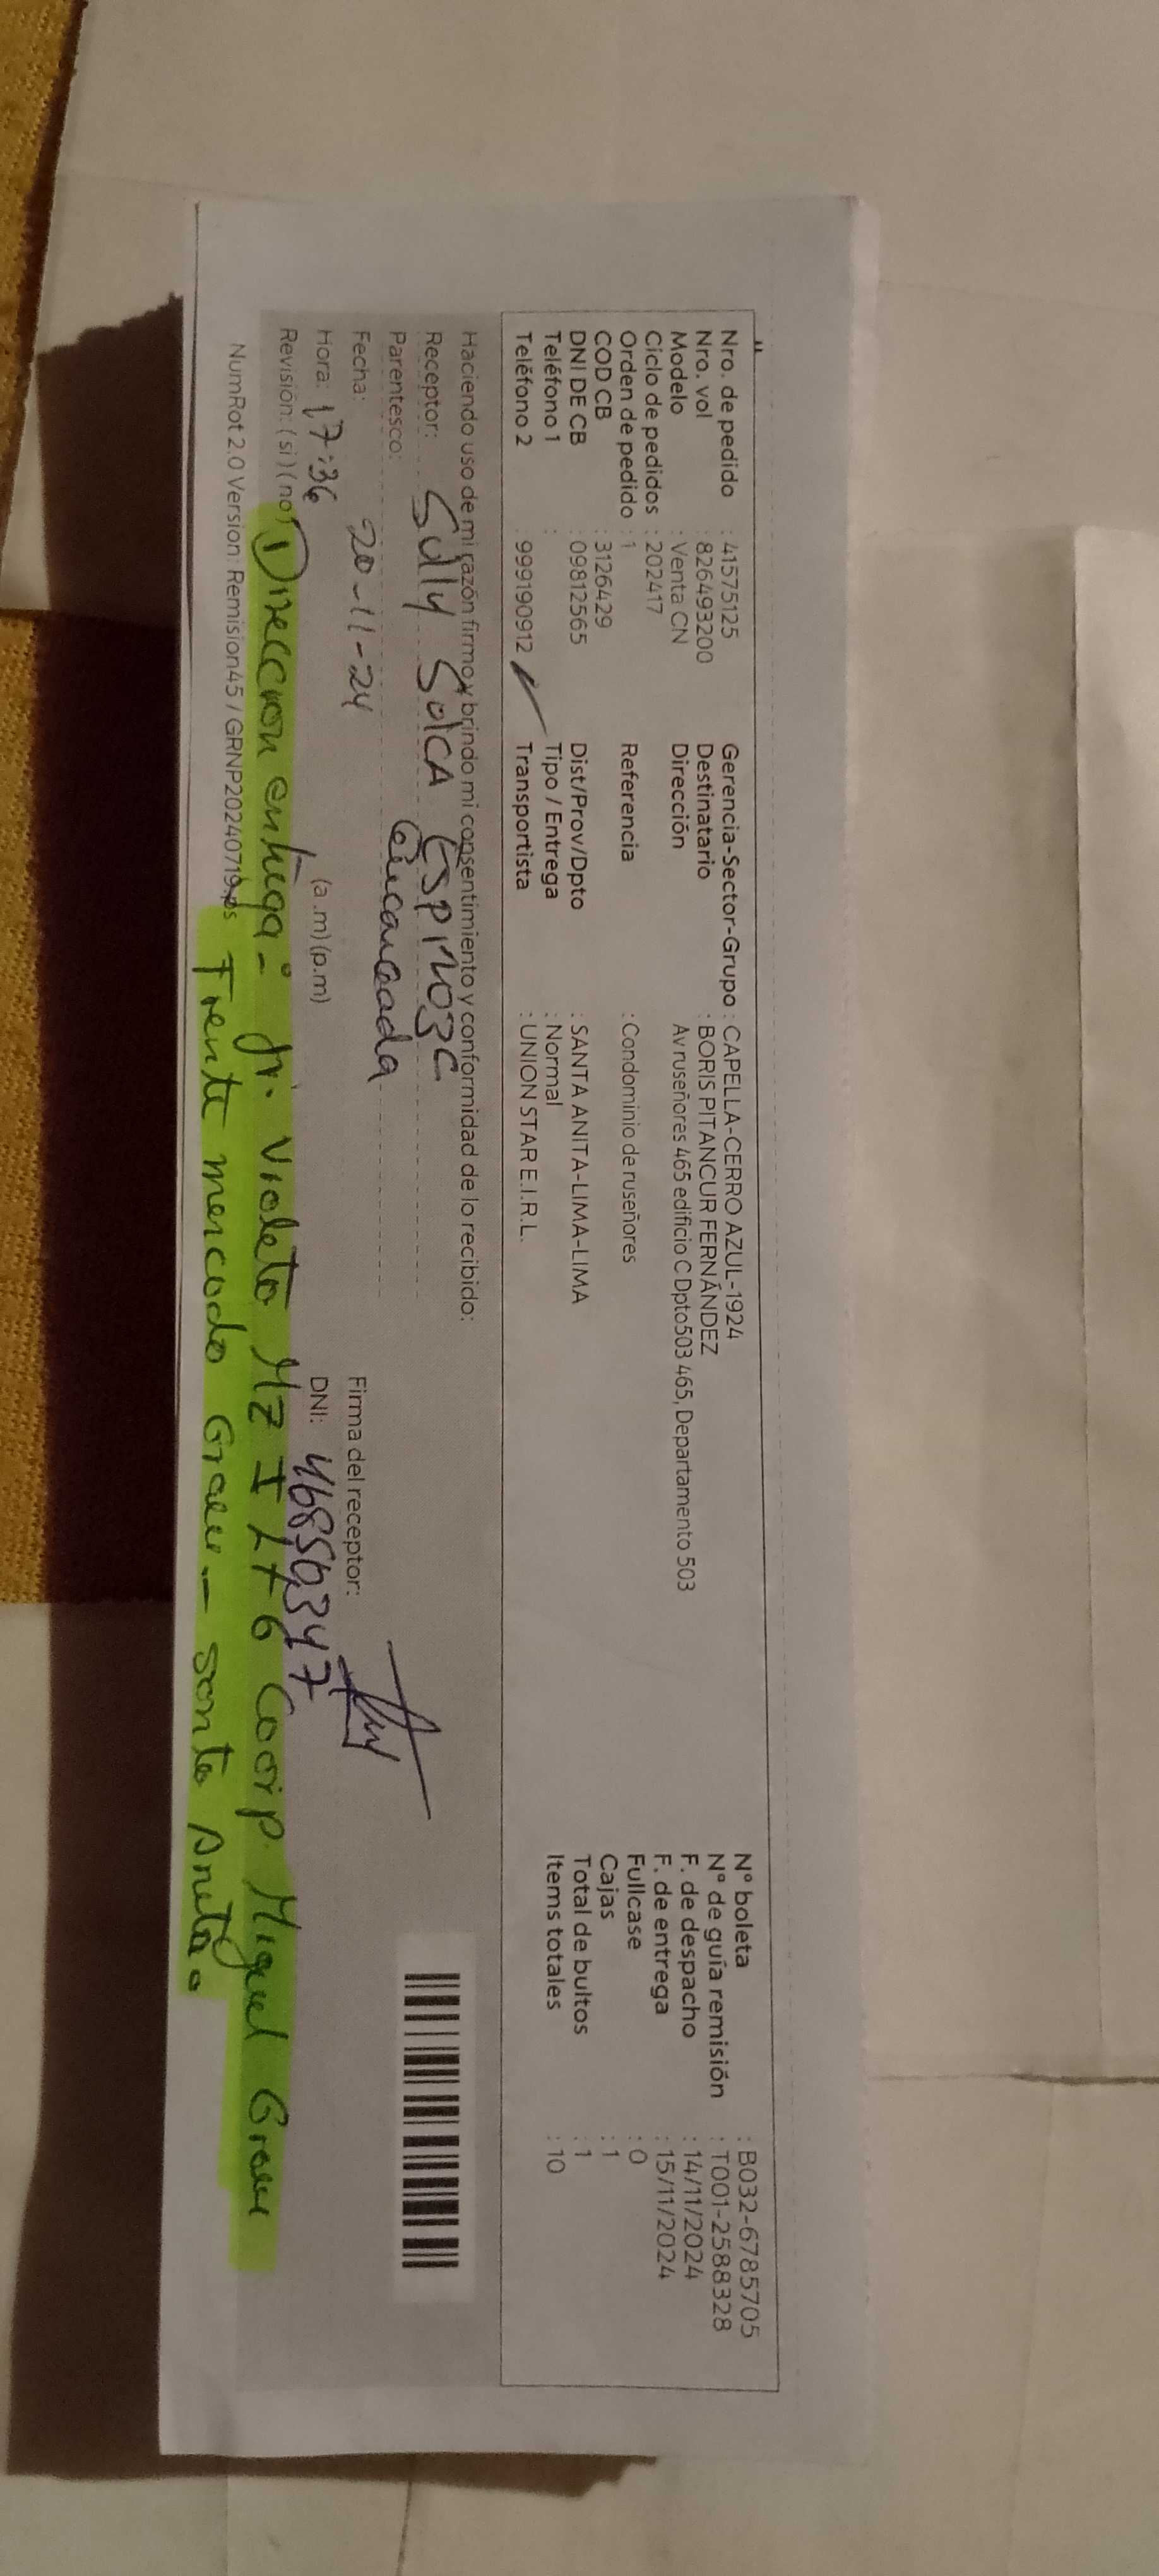 Nro. de pedido : 41575125
Nro. vol : 826493200
Modelo : Venta CN
Ciclo de pedidos : 202417
Orden de pedido : 1
COD CB : 3126429
DNI DE CB : 09812565
Teléfono 1 :
Teléfono 2 : 999190912
Gerencia-Sector-Grupo : CAPELLA-CERRO AZUL-1924
Destinatario : BORIS PITANCUR FERNÁNDEZ
Dirección Av ruseñores 465 edificio C Dpto503 465, Departamento 503
Referencia : Condominio de ruseñores
Dist/Prov/Dpto : SANTA ANITA-LIMA-LIMA
Tipo / Entrega : Normal
Transportista : UNION STAR E.I.R.L.
Nº boleta : B032-6785705
Nº de guía remisión : T001-2588328
F. de despacho : 14/11/2024
F. de entrega : 15/11/2024
Fullcase : 0
Cajas : 1
Total de bultos : 1
Items totales : 10
Haciendo uso de mi razón firmo y brindo mi consentimiento y conformidad de lo recibido:
Receptor: Sully Solca
Parentesco: encargada
Fecha: 20-11-24
Firma del receptor:
Hora: 17:36 (a.m) (p.m)
DNI: 46859347
Revisión: ( si ) ( no )
Dirección entrega: Jr. Violeta Mz I Lt 6 Coop. Miguel Grau
NumRot 2.0 Version: Remision45 / GRNP20240719.ps
Frente mercado Grau - Santa Anita.